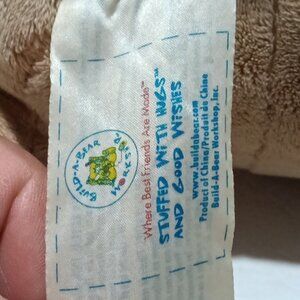 BUILD-A-BEAR
WORKSHOP
Where Best Friends Are Made™
STUFFED WITH HUGS™
AND GOOD WISHES
www.buildabear.com
Product of China/Produit de Chine
Build-A-Bear Workshop, Inc.